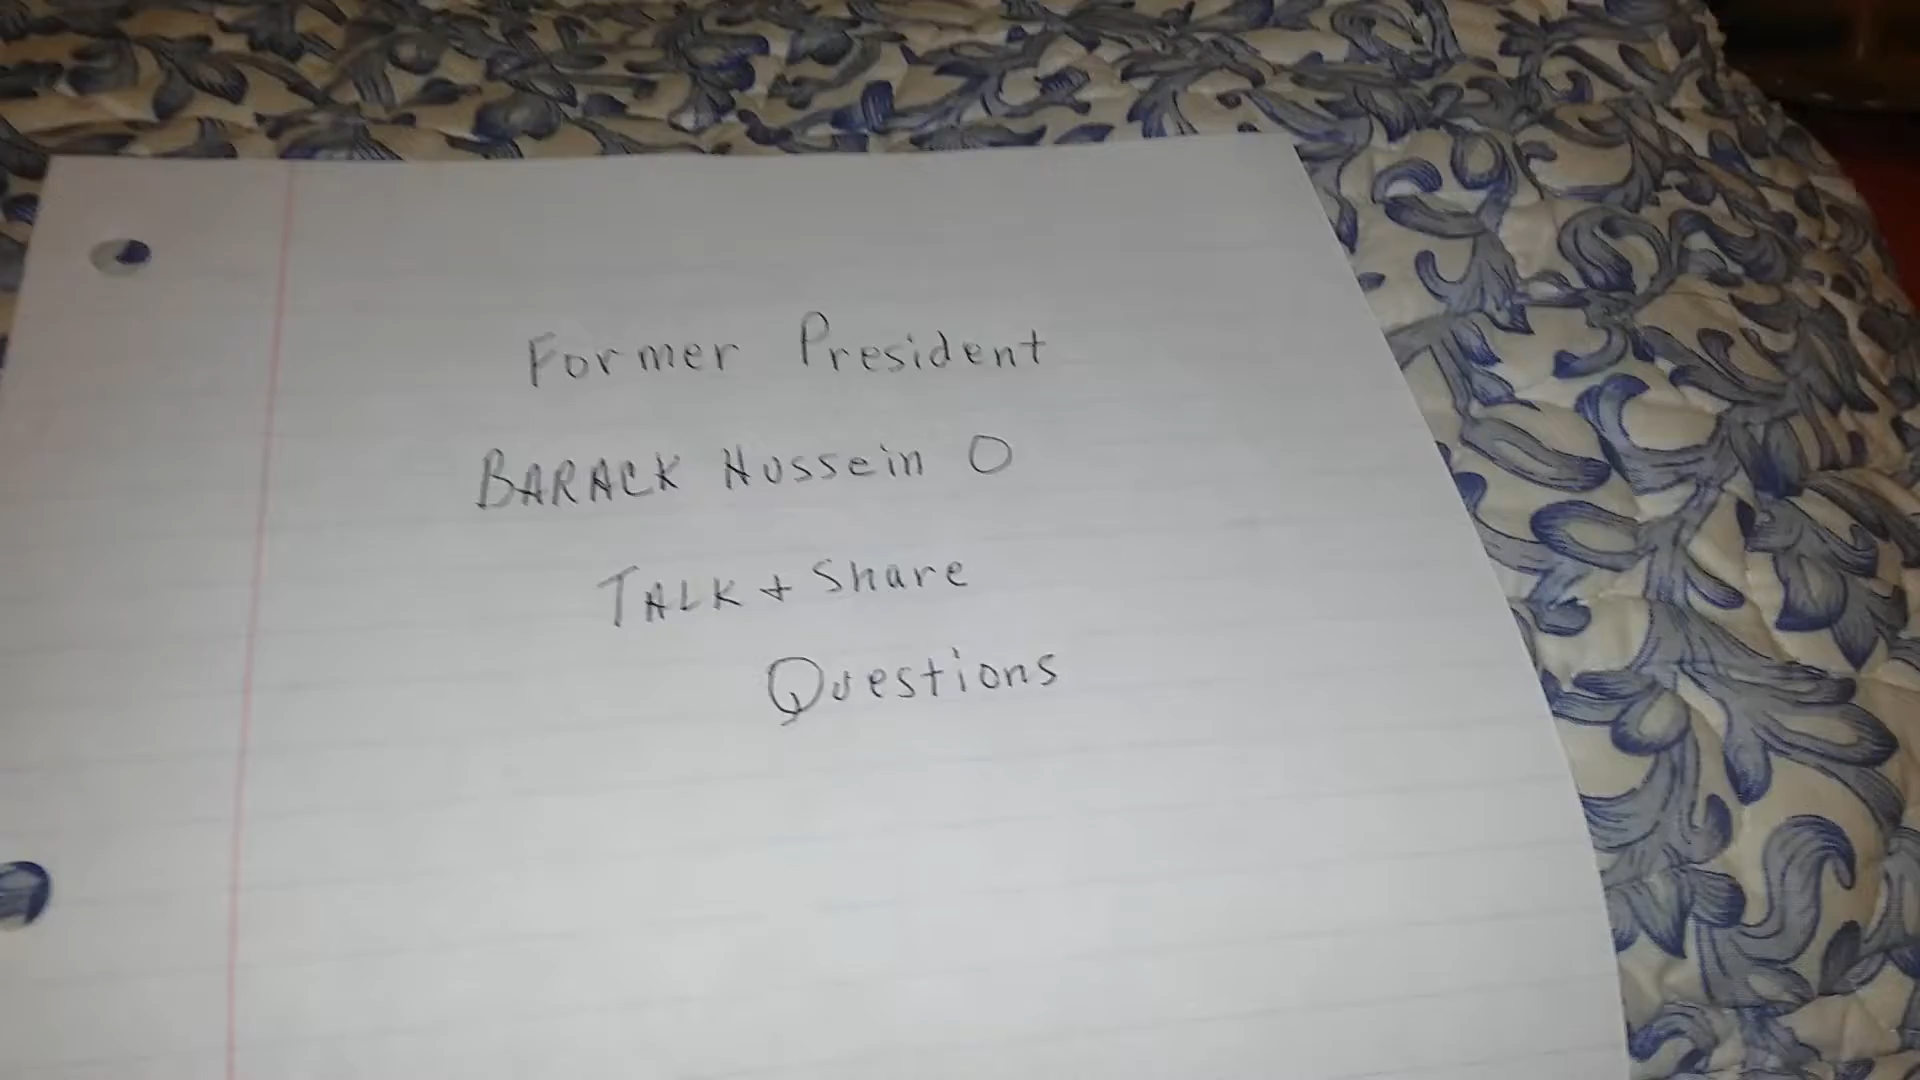 Former President
BARACK Hussein O
TALK + Share
Questions